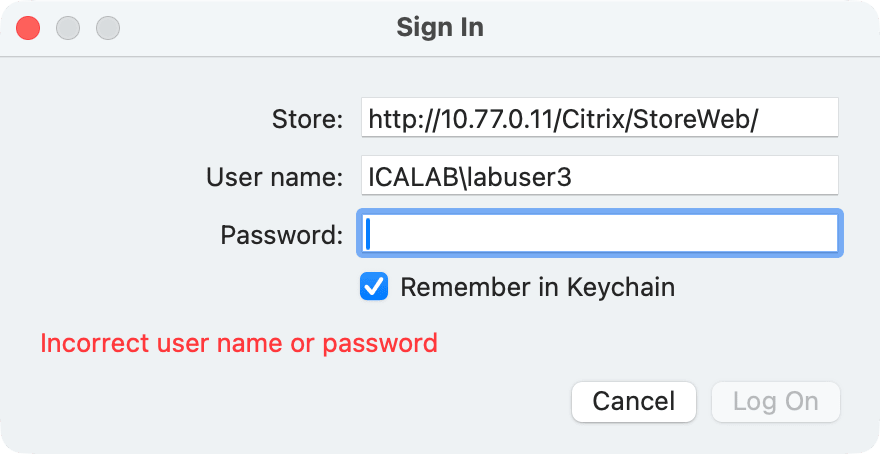 Sign In
Store: http://10.77.0.11/Citrix/StoreWeb/
User name: ICALAB\labuser3
Password:
Remember in Keychain
Incorrect user name or password
Cancel Log On